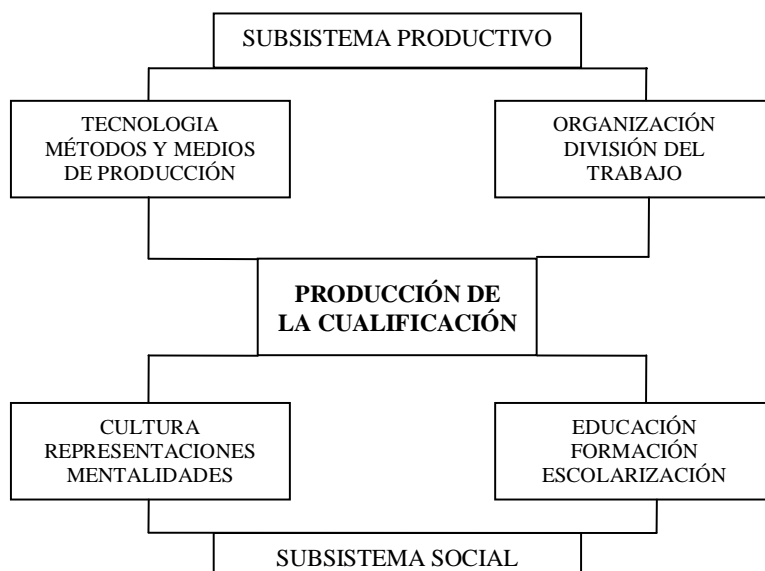 SUBSISTEMA PRODUCTIVO
TECNOLOGIA
MÉTODOS Y MEDIOS
DE PRODUCCIÓN
ORGANIZACIÓN
DIVISIÓN DEL
TRABAJO
PRODUCCIÓN DE
LA CUALIFICACIÓN
CULTURA
REPRESENTACIONES
MENTALIDADES
EDUCACIÓN
FORMACIÓN
ESCOLARIZACIÓN
SUBSISTEMA SOCIAL